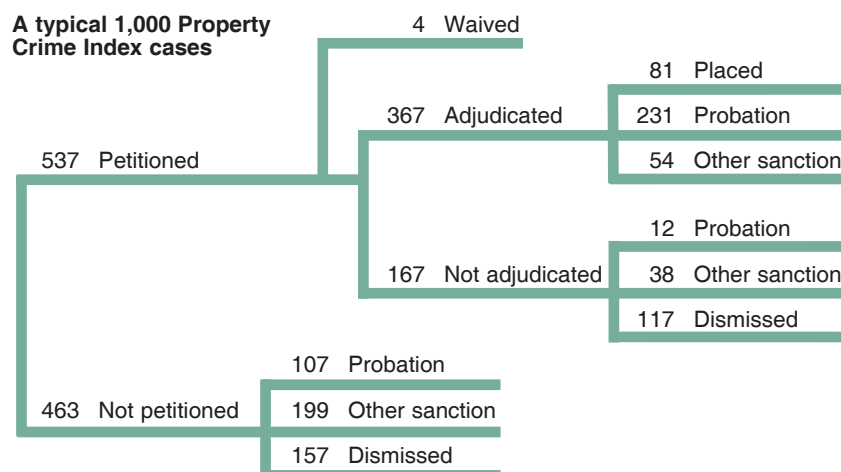 A typical 1,000 Property
Crime Index cases
4 Waived
81 Placed
367 Adjudicated
231 Probation
537 Petitioned
54 Other sanction
12 Probation
167 Not adjudicated
38 Other sanction
117 Dismissed
107 Probation
463 Not petitioned
199 Other sanction
157 Dismissed